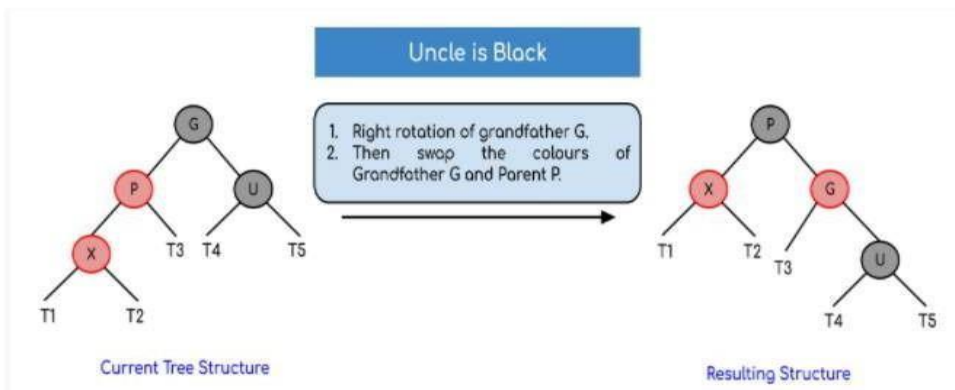 Uncle is Black
1. Right rotation of grandfather G.
2. Then swap the colours of
Grandfather G and Parent P.
G
P
U
X
T3
T4
T5
T1
T2
Current Tree Structure
P
X
G
T1
T2
T3
U
T4
T5
Resulting Structure